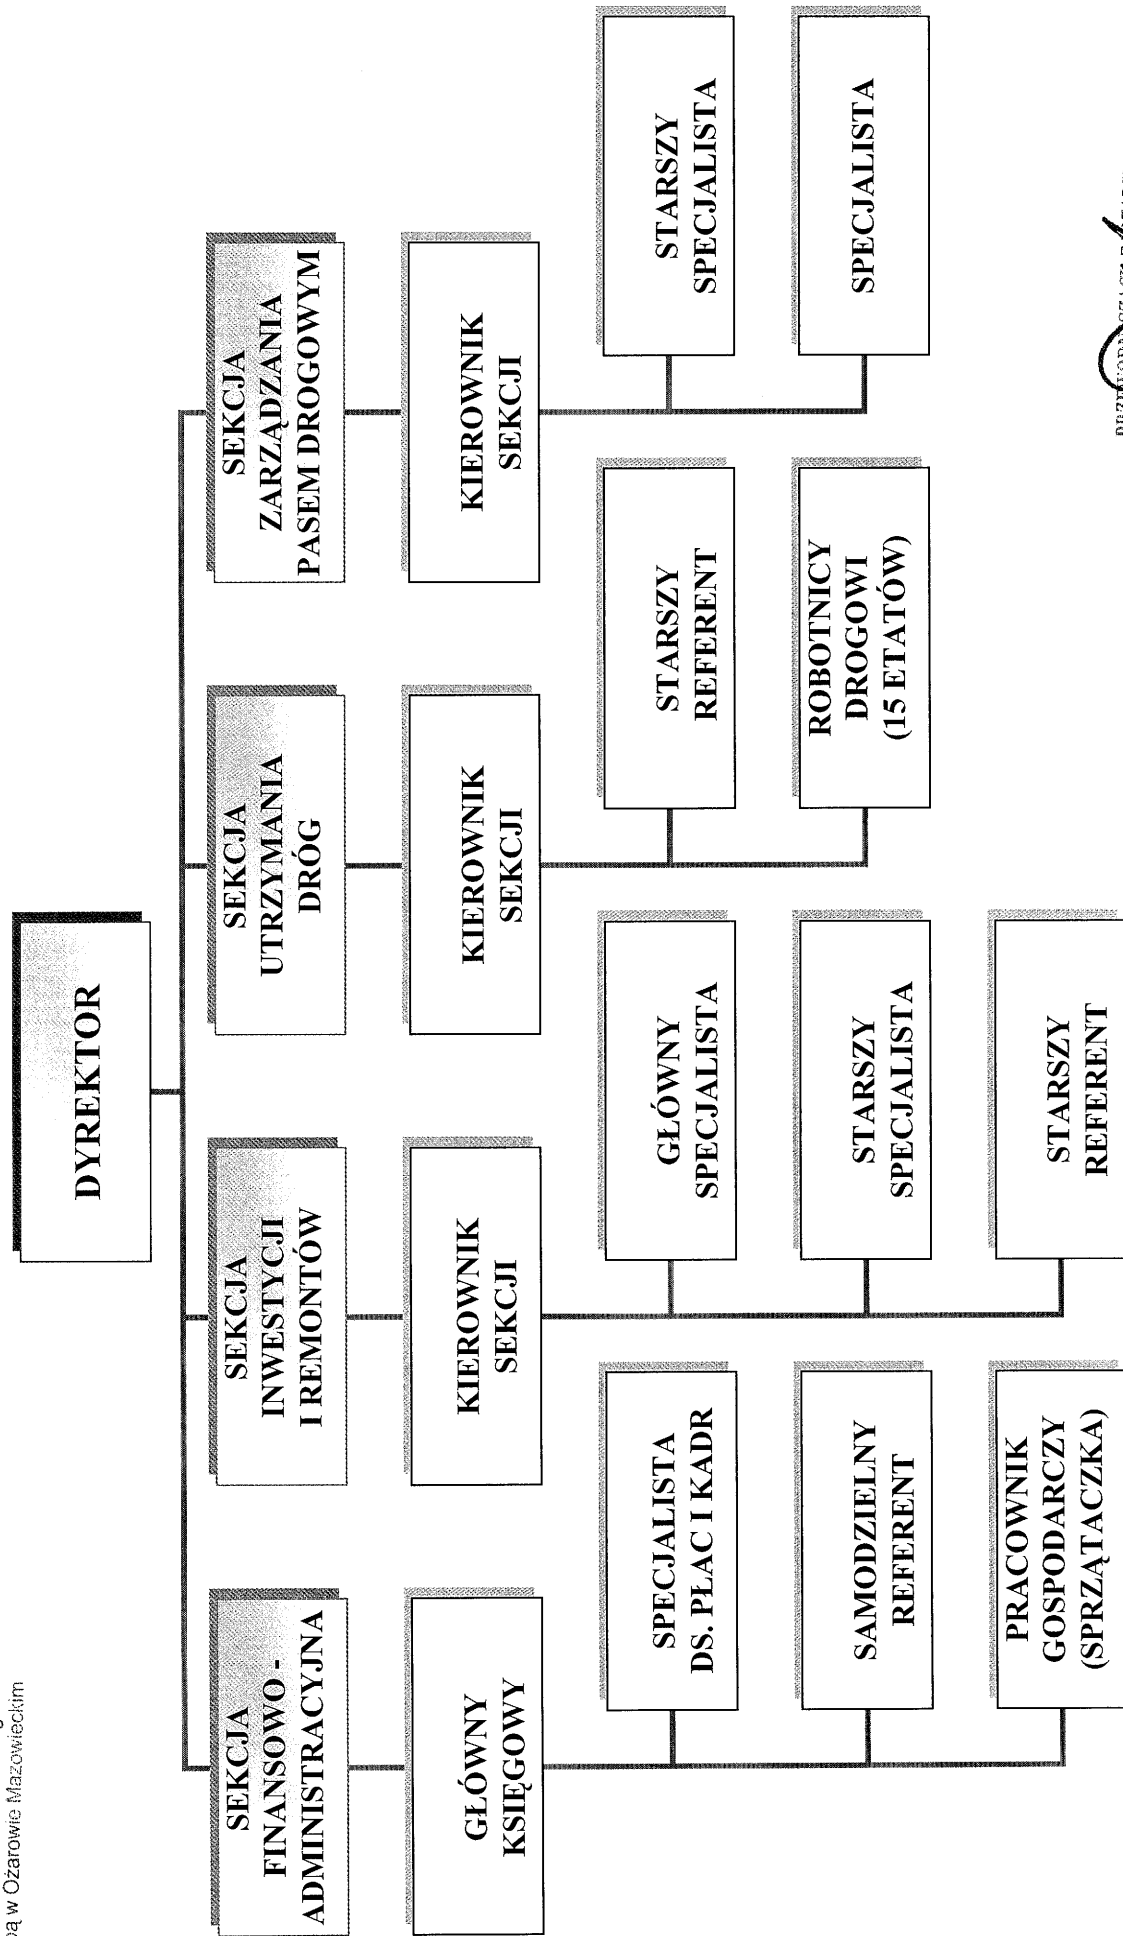 w Ożarowie Mazowieckim
DYREKTOR
SEKCJA
FINANSOWO -
ADMINISTRACYJNA
SEKCJA
INWESTYCJI
I REMONTÓW
SEKCJA
UTRZYMANIA
DRÓG
SEKCJA
ZARZĄDZANIA
PASEM DROGOWYM
GŁÓWNY
KSIĘGOWY
KIEROWNIK
SEKCJI
KIEROWNIK
SEKCJI
KIEROWNIK
SEKCJI
SPECJALISTA
DS. PŁAC I KADR
GŁÓWNY
SPECJALISTA
STARSZY
REFERENT
STARSZY
SPECJALISTA
SAMODZIELNY
REFERENT
STARSZY
SPECJALISTA
ROBOTNICY
DROGOWI
(15 ETATÓW)
SPECJALISTA
PRACOWNIK
GOSPODARCZY
(SPRZĄTACZKA)
STARSZY
REFERENT